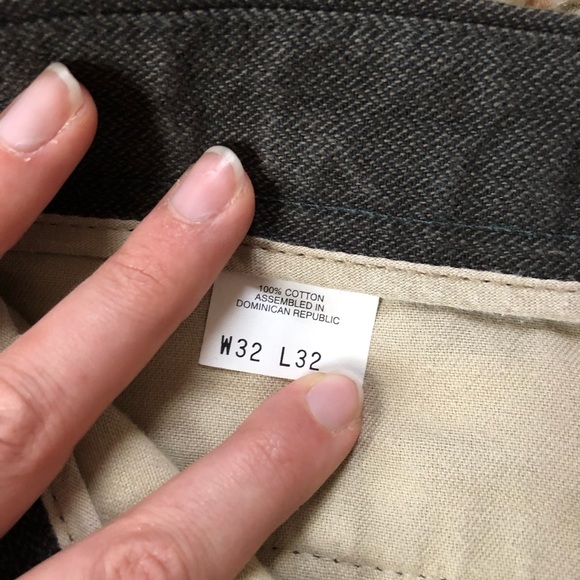 100% COTTON
ASSEMBLED IN
DOMINICAN REPUBLIC
W32 L32